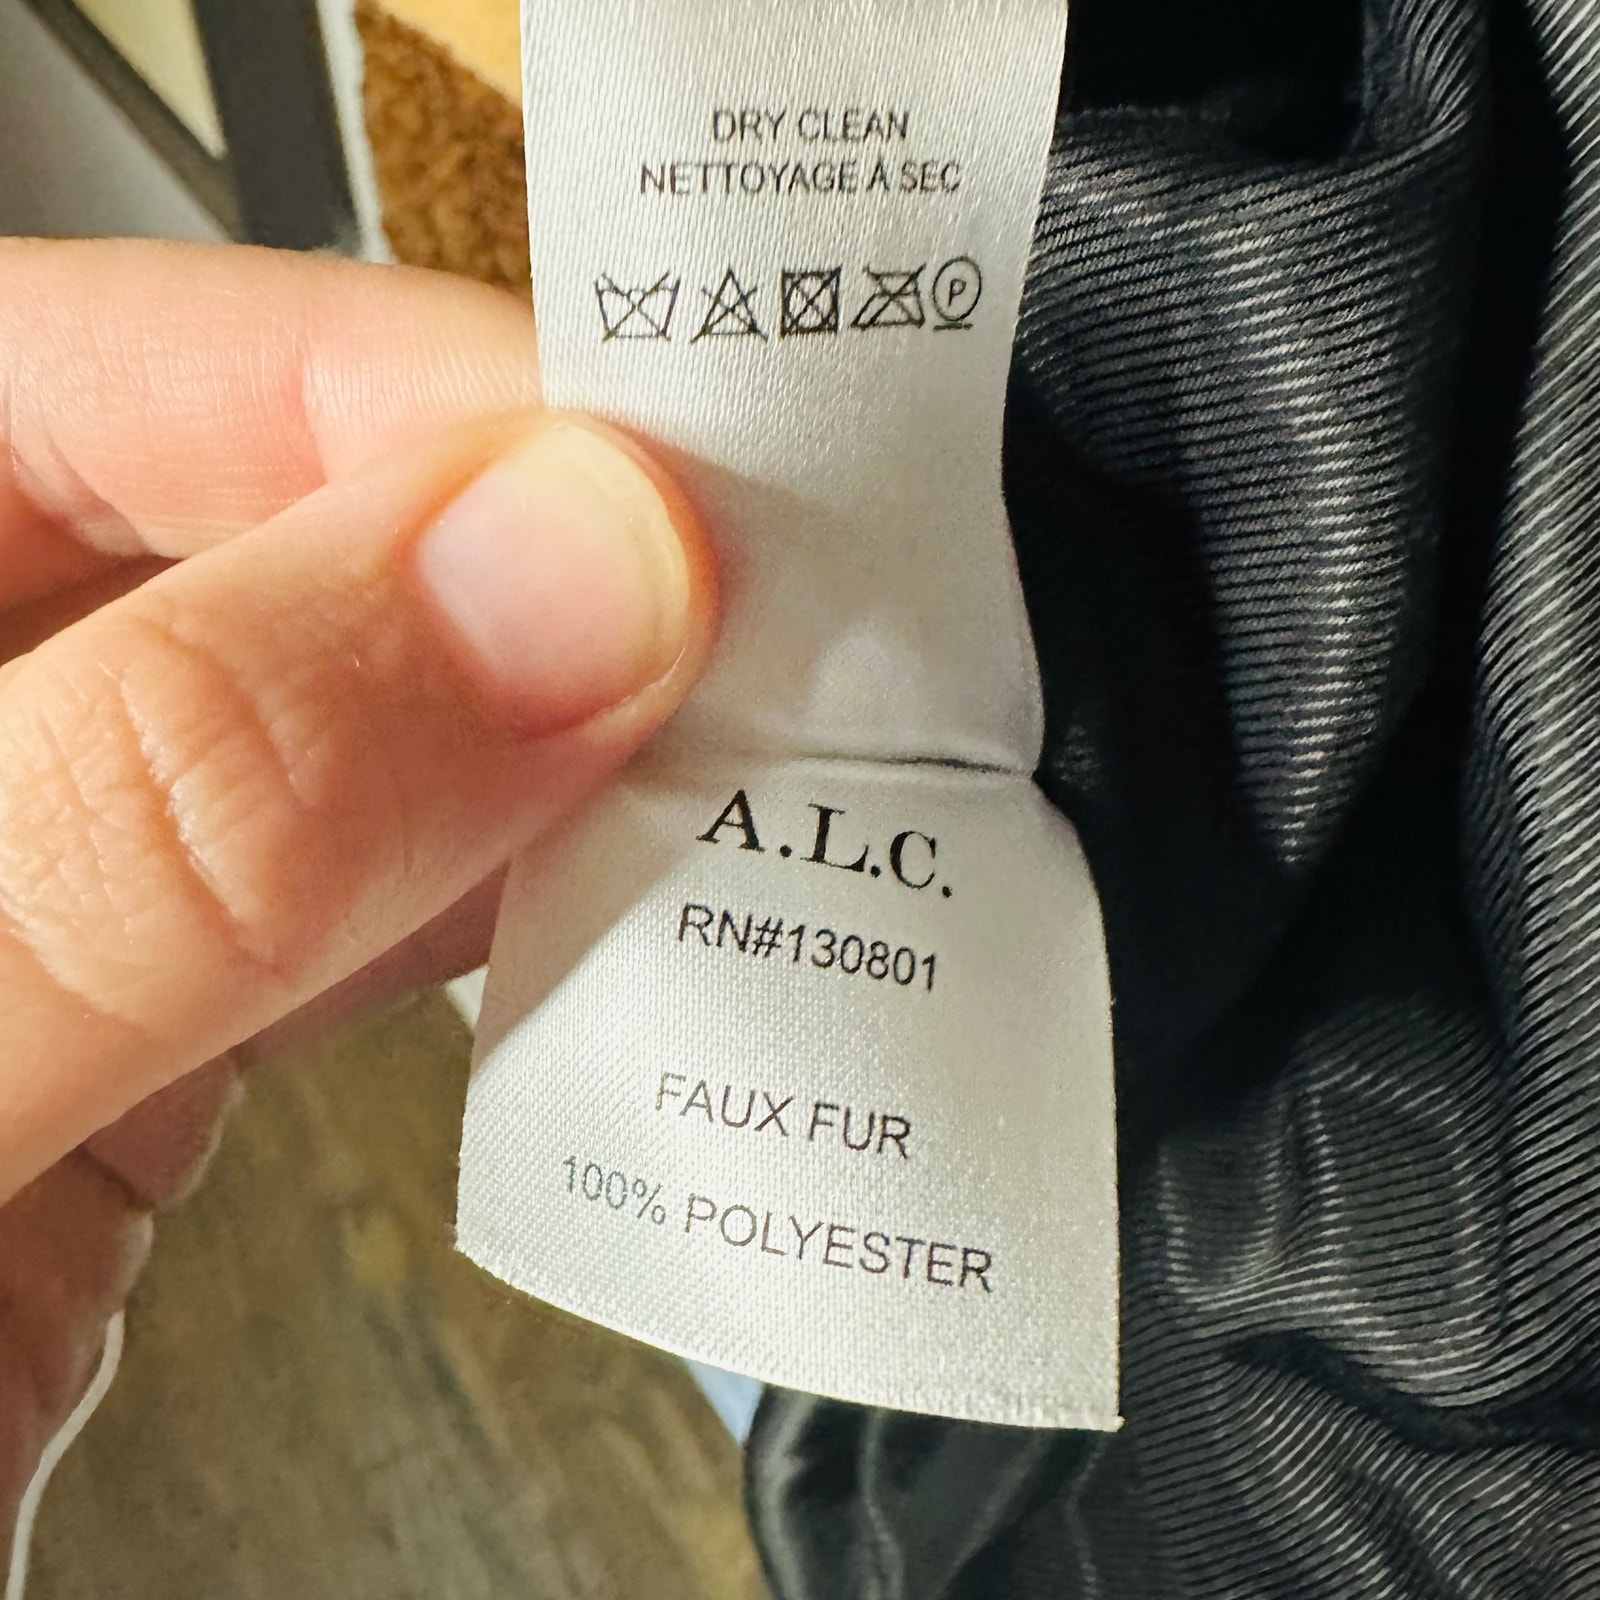 DRY CLEAN
NETTOYAGE À SEC
P
A.L.C.
RN#130801
FAUX FUR
100% POLYESTER